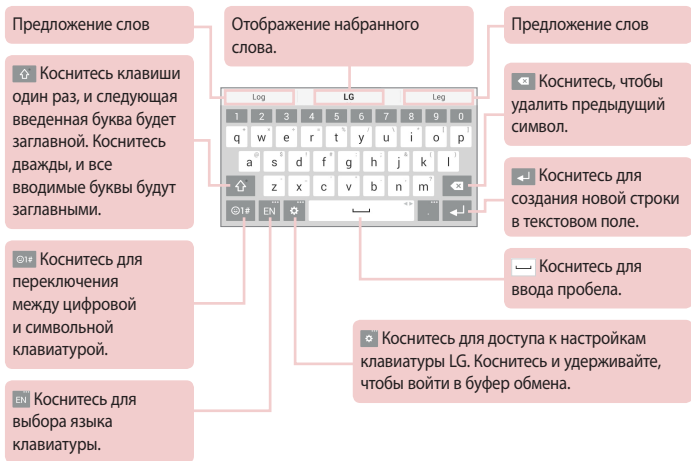 Предложение слов
Отображение набранного
слова.
Предложение слов
Коснитесь клавиши
один раз, и следующая
введенная буква будет
заглавной. Коснитесь
дважды, и все
вводимые буквы будут
заглавными.
Коснитесь, чтобы
удалить предыдущий
символ.
Log LG Leg
1 2 3 4 5 6 7 8 9 0
q w e r t y u i o p
a s d f g h j k l
z x c v b n m
1# EN .
Коснитесь для
создания новой строки
в текстовом поле.
1# Коснитесь для
переключения
между цифровой
и символьной
клавиатурой.
Коснитесь для
ввода пробела.
Коснитесь для доступа к настройкам
клавиатуры LG. Коснитесь и удерживайте,
чтобы войти в буфер обмена.
EN Коснитесь для
выбора языка
клавиатуры.